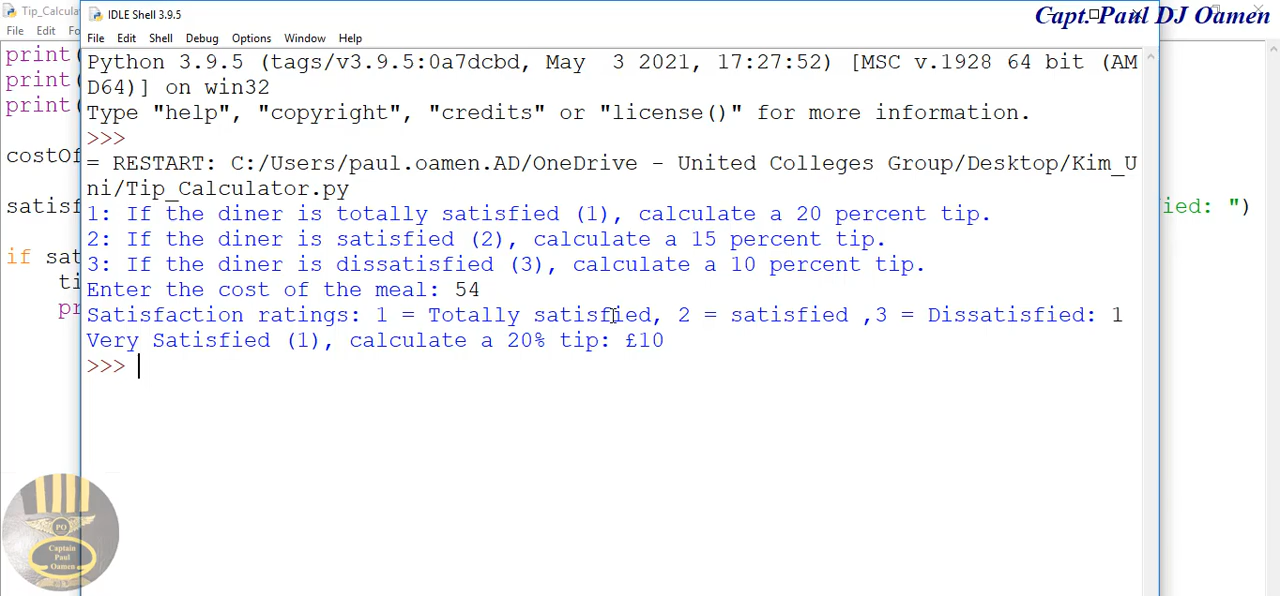 Tip_Calcula
IDLE Shell 3.9.5
Capt. Paul DJ Oamen
File Edit Fo
File Edit Shell Debug Options Window Help
print(
print(
print(
costOf
satisf
ied: ")
if sat
ti
pr
Python 3.9.5 (tags/v3.9.5:0a7dcbd, May  3 2021, 17:27:52) [MSC v.1928 64 bit (AM
D64)] on win32
Type "help", "copyright", "credits" or "license()" for more information.
>>>
= RESTART: C:/Users/paul.oamen.AD/OneDrive - United Colleges Group/Desktop/Kim_U
ni/Tip_Calculator.py
1: If the diner is totally satisfied (1), calculate a 20 percent tip.
2: If the diner is satisfied (2), calculate a 15 percent tip.
3: If the diner is dissatisfied (3), calculate a 10 percent tip.
Enter the cost of the meal: 54
Satisfaction ratings: 1 = Totally satisfied, 2 = satisfied ,3 = Dissatisfied: 1
Very Satisfied (1), calculate a 20% tip: £10
>>>
PO
Captain
Paul
Oamen